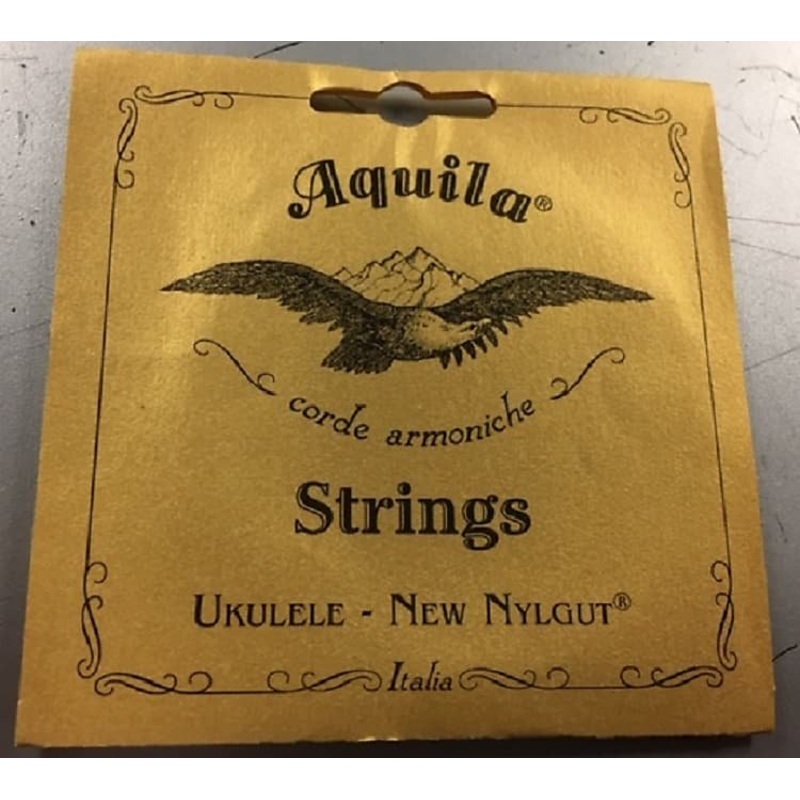 Aquila®
corde armoniche
Strings
UKULELE - NEW NYLGUT®
Italia